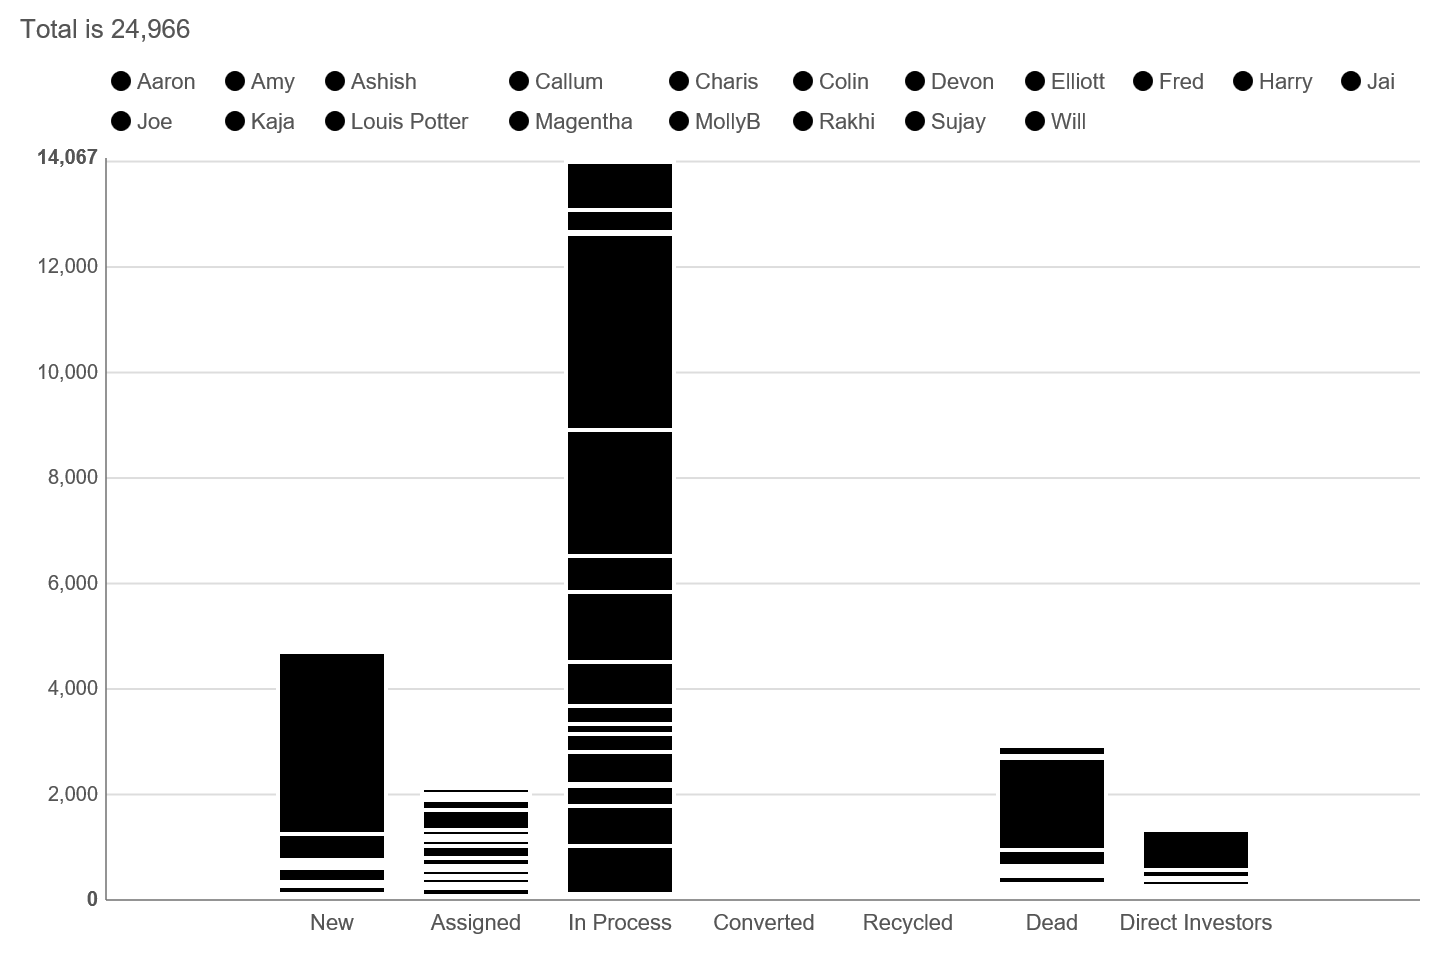 Total is 24,966
Aaron Amy Ashish Callum Charis Colin Devon Elliott Fred Harry Jai
Joe Kaja Louis Potter Magentha MollyB Rakhi Sujay Will
14,067
12,000
10,000
8,000
6,000
4,000
2,000
0
New Assigned In Process Converted Recycled Dead Direct Investors